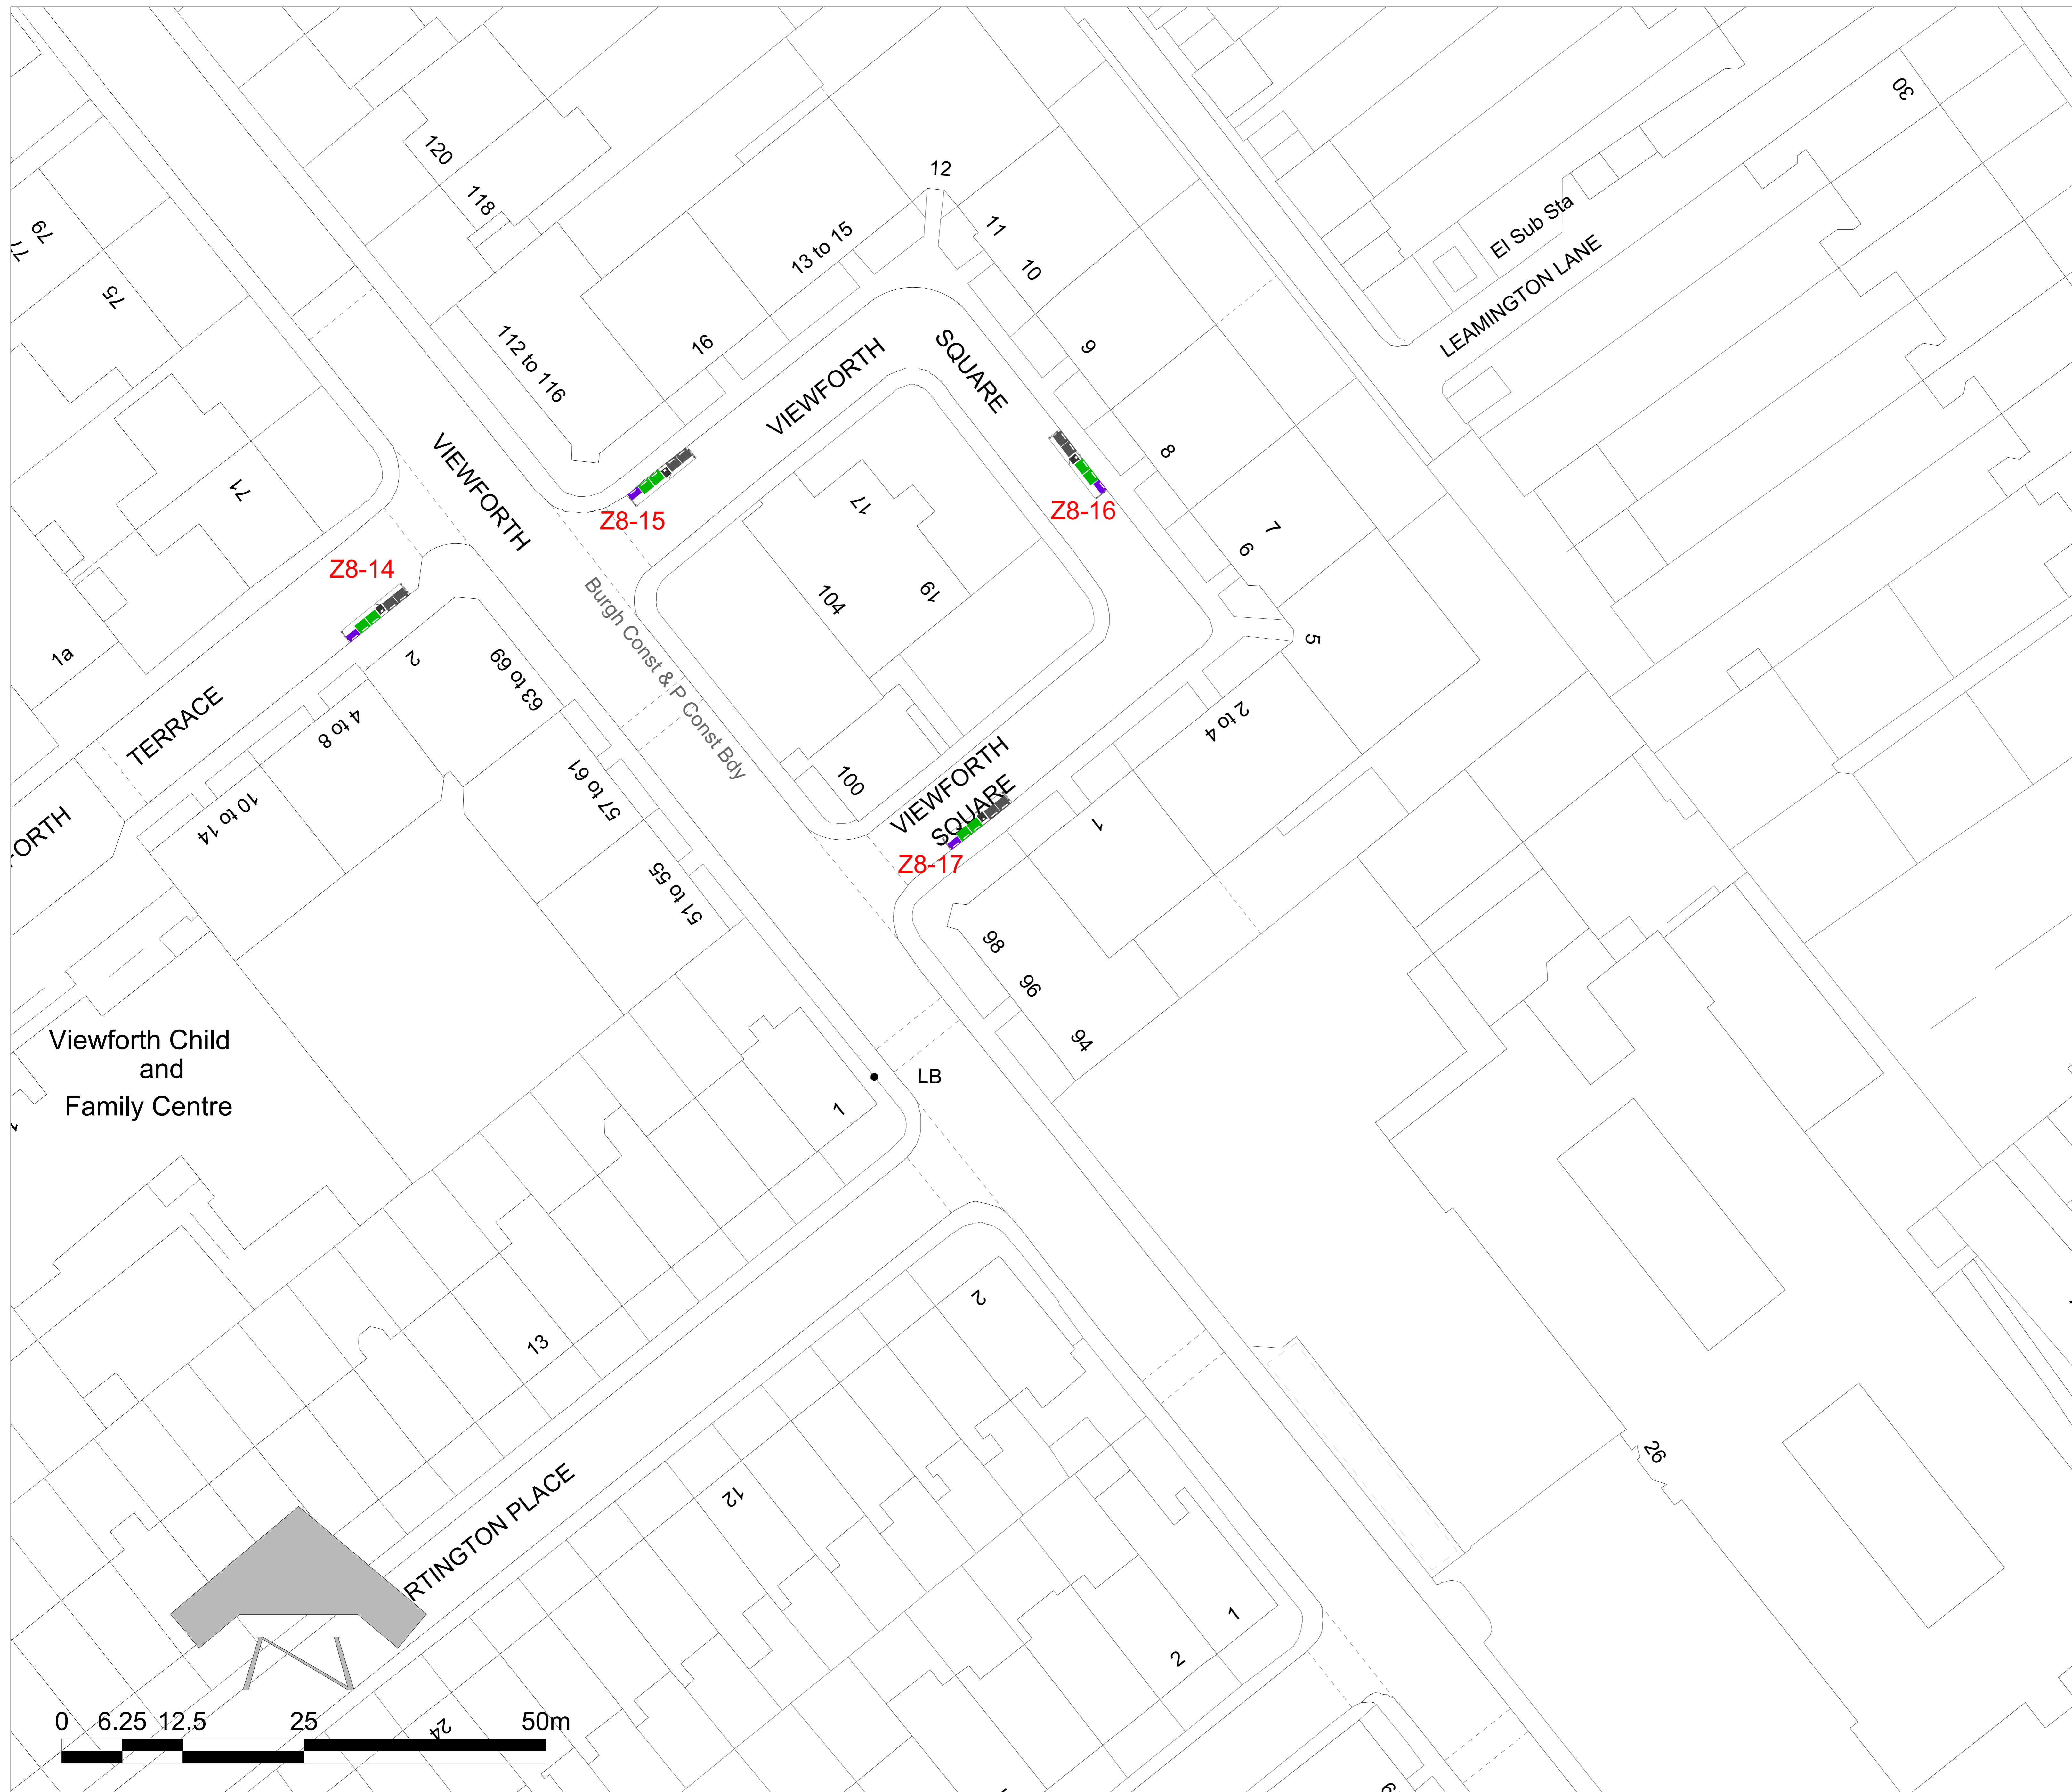 30
120
118
12
11
10
13 to 15
79
77
75
El Sub Sta
LEAMINGTON LANE
16
9
112 to 116
VIEWFORTH
SQUARE
8
VIEWFORTH
71
17
Z8-15
Z8-16
7
6
Z8-14
104
19
Burgh Const & P Const Bdy
5
1a
2
63 to 69
TERRACE
4 to 8
2 to 4
57 to 61
100
VIEWFORTH
SQUARE
10 to 14
1
Z8-17
51 to 55
98
96
94
Viewforth Child
and
Family Centre
LB
1
2
13
26
12
RTINGTON PLACE
1
2
N
24
0 6.25 12.5 25 50m